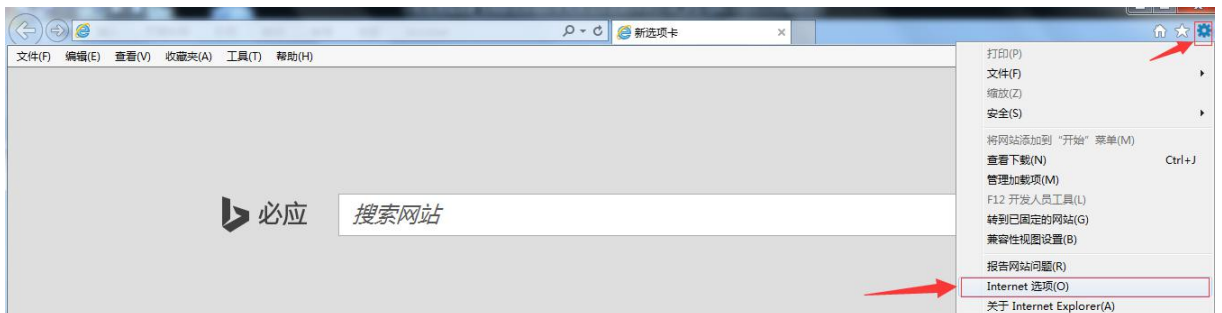 新选项卡
文件(F) 编辑(E) 查看(V) 收藏夹(A) 工具(T) 帮助(H)
必应 搜索网站
打印(P)
文件(F)
缩放(Z)
安全(S)
将网站添加到“开始”菜单(M)
查看下载(N) Ctrl+J
管理加载项(M)
F12 开发人员工具(L)
转到已固定的网站(G)
兼容性视图设置(B)
报告网站问题(R)
Internet 选项(O)
关于 Internet Explorer(A)